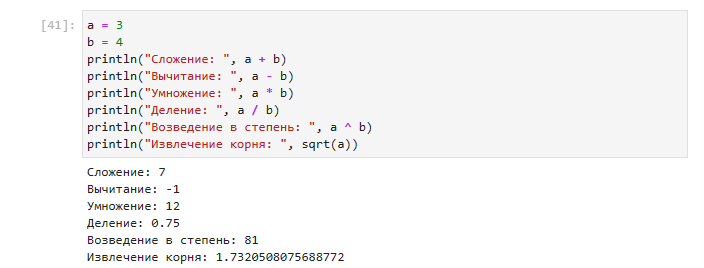 [41]: a = 3
b = 4
println("Сложение: ", a + b)
println("Вычитание: ", a - b)
println("Умножение: ", a * b)
println("Деление: ", a / b)
println("Возведение в степень: ", a ^ b)
println("Извлечение корня: ", sqrt(a))
Сложение: 7
Вычитание: -1
Умножение: 12
Деление: 0.75
Возведение в степень: 81
Извлечение корня: 1.7320508075688772